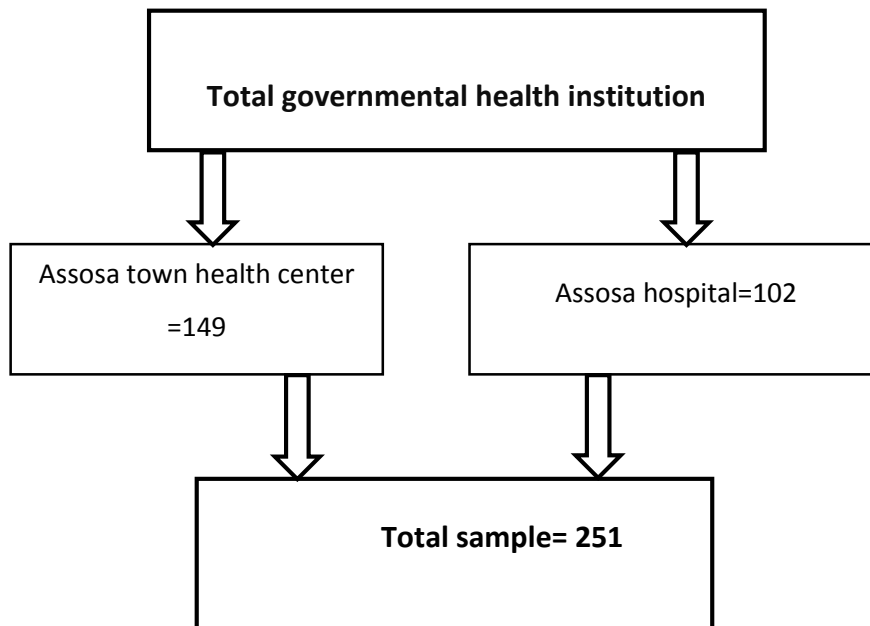 Total governmental health institution
Assosa town health center
=149
Assosa hospital=102
Total sample= 251